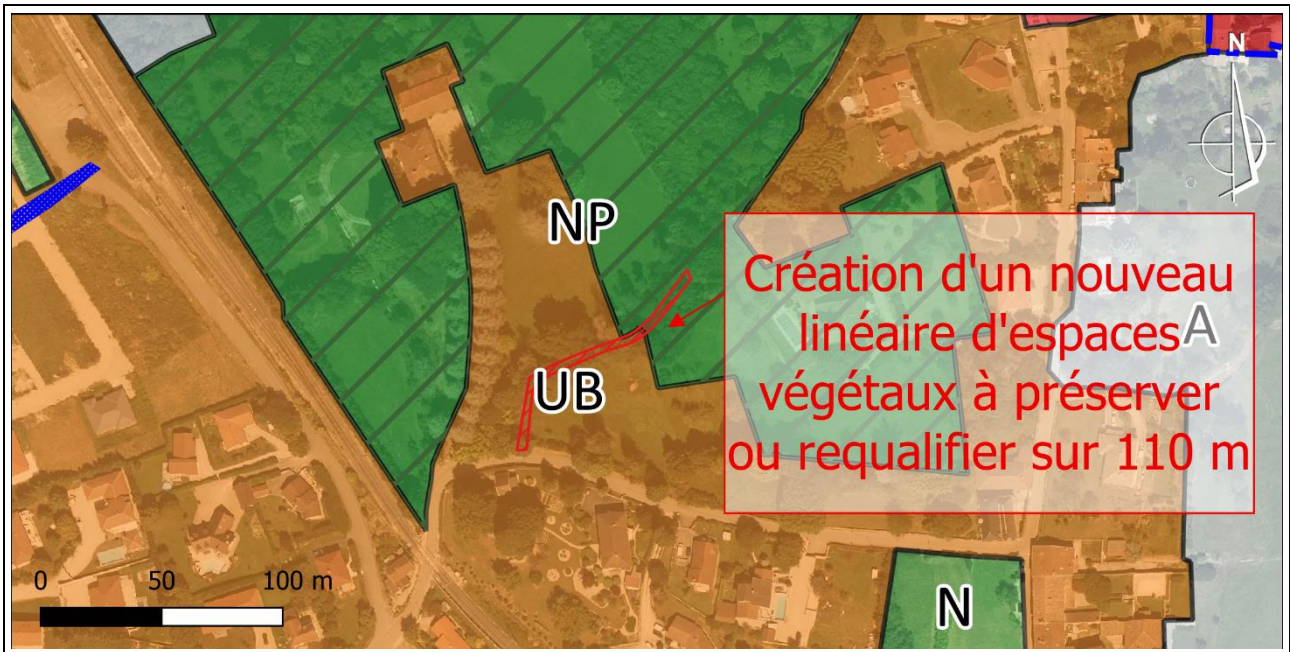 N
NP
Création d'un nouveau
linéaire d'espaces
A
végétaux à préserver
UB
ou requalifier sur 110 m
0 50 100 m
N